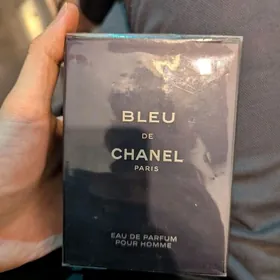 BLEU
DE
CHANEL
PARIS
EAU DE PARFUM
POUR HOMME